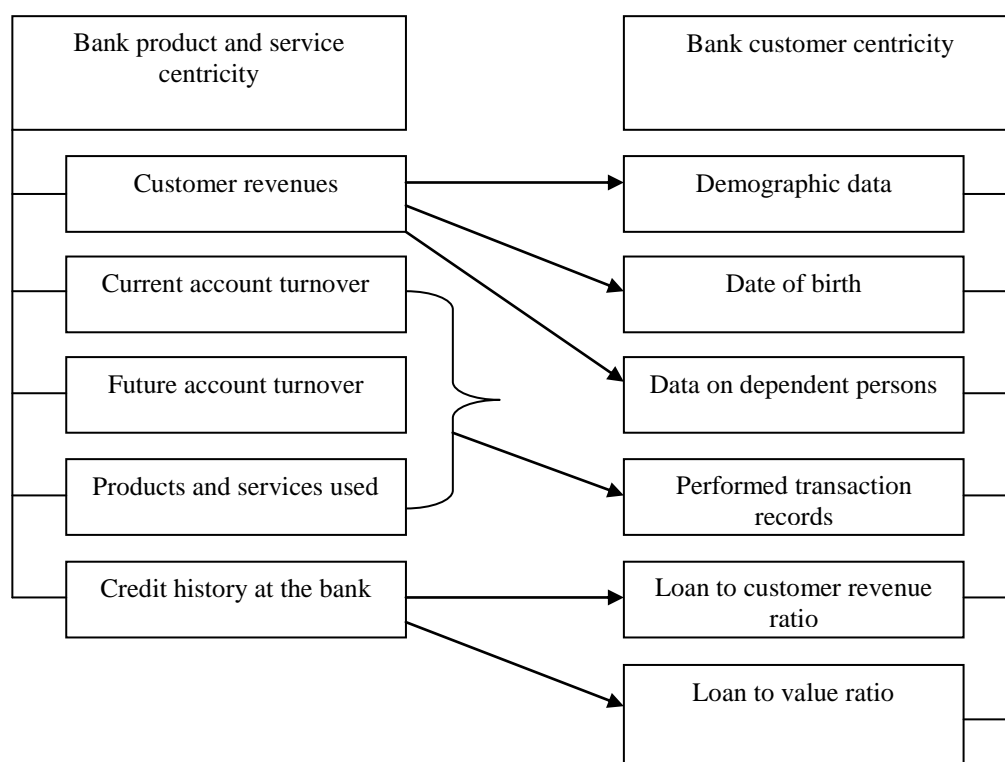 Bank product and service
centricity
Bank customer centricity
Customer revenues
Demographic data
Current account turnover
Date of birth
Future account turnover
Data on dependent persons
Products and services used
Performed transaction
records
Credit history at the bank
Loan to customer revenue
ratio
Loan to value ratio